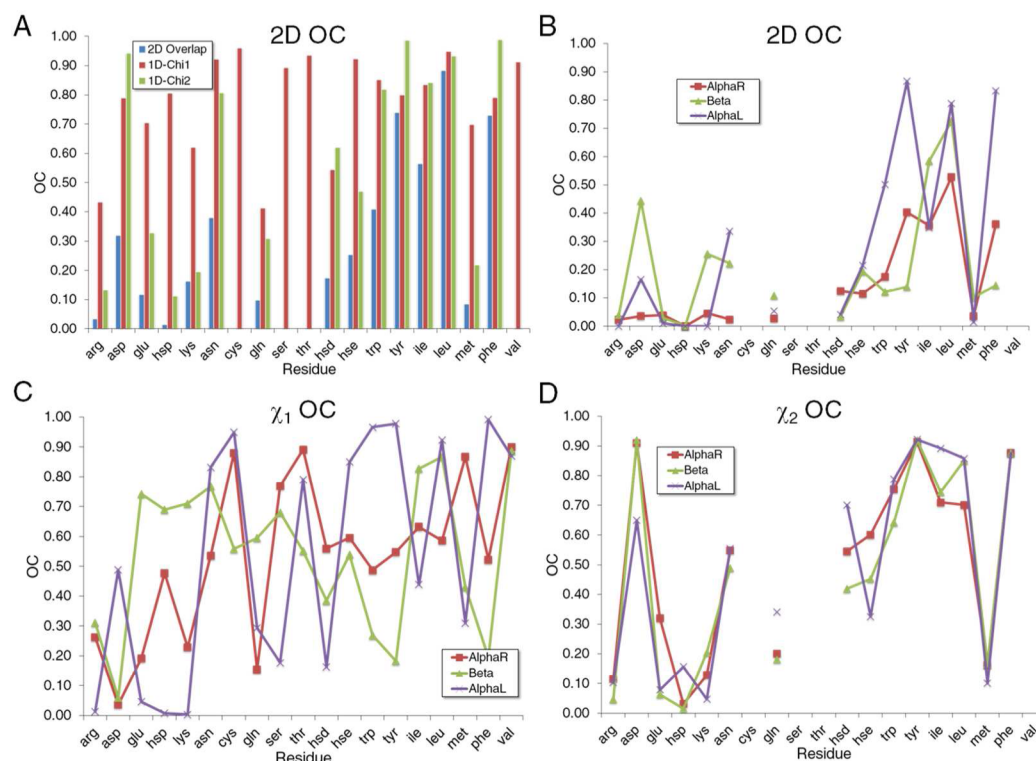 A
2D OC
1.00
0.90
0.80
0.70
0.60
0.50
0.40
0.30
0.20
0.10
0.00
OC
2D Overlap
1D-Chi1
1D-Chi2
arg asp glu hsp lys asn cys gln ser thr hsd hse trp tyr ile leu met phe val
Residue
B
2D OC
1.00
0.90
0.80
0.70
0.60
0.50
0.40
0.30
0.20
0.10
0.00
OC
AlphaR
Beta
AlphaL
arg asp glu hsp lys asn cys gln ser thr hsd hse trp tyr ile leu met phe val
Residue
C
χ1 OC
1.00
0.90
0.80
0.70
0.60
0.50
0.40
0.30
0.20
0.10
0.00
OC
AlphaR
Beta
AlphaL
arg asp glu hsp lys asn cys gln ser thr hsd hse trp tyr ile leu met phe val
Residue
D
χ2 OC
1.00
0.90
0.80
0.70
0.60
0.50
0.40
0.30
0.20
0.10
0.00
OC
AlphaR
Beta
AlphaL
arg asp glu hsp lys asn cys gln ser thr hsd hse trp tyr ile leu met phe val
Residue